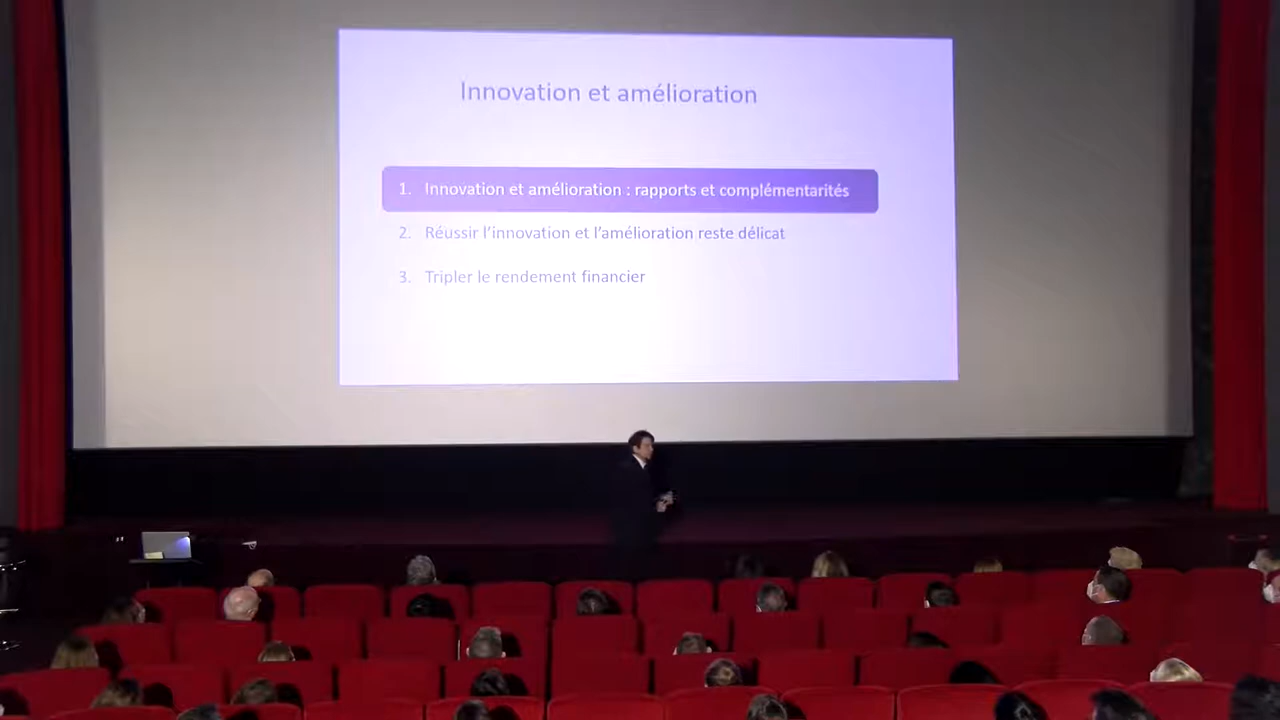 Innovation et amélioration
1. Innovation et amélioration : rapports et complémentarités
2. Réussir l’innovation et l’amélioration reste délicat
3. Tripler le rendement financier